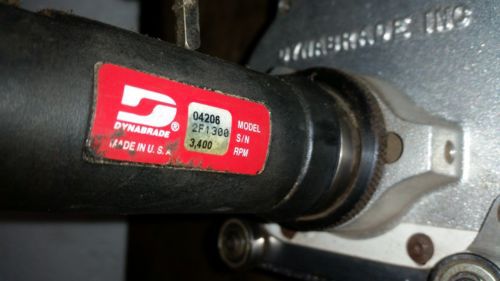 DYNABRADE INC
04206 MODEL
2F1300 S/N
3,400 RPM
DYNABRADE®
MADE IN U.S.A.